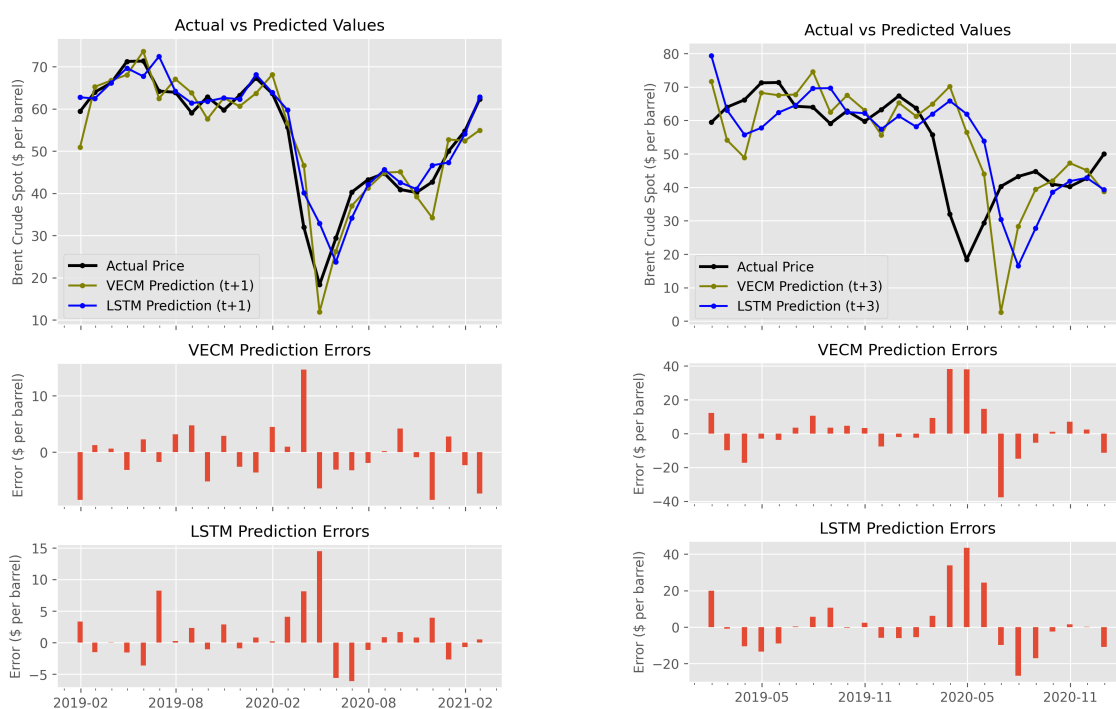 Actual vs Predicted Values
Brent Crude Spot ($ per barrel)
70
60
50
40
30
20
10
Actual Price
VECM Prediction (t+1)
LSTM Prediction (t+1)
VECM Prediction Errors
Error ($ per barrel)
10
0
LSTM Prediction Errors
Error ($ per barrel)
15
10
5
0
−5
2019-02 2019-08 2020-02 2020-08 2021-02
Actual vs Predicted Values
Brent Crude Spot ($ per barrel)
80
70
60
50
40
30
20
10
0
Actual Price
VECM Prediction (t+3)
LSTM Prediction (t+3)
VECM Prediction Errors
Error ($ per barrel)
40
20
0
−20
−40
LSTM Prediction Errors
Error ($ per barrel)
40
20
0
−20
2019-05 2019-11 2020-05 2020-11